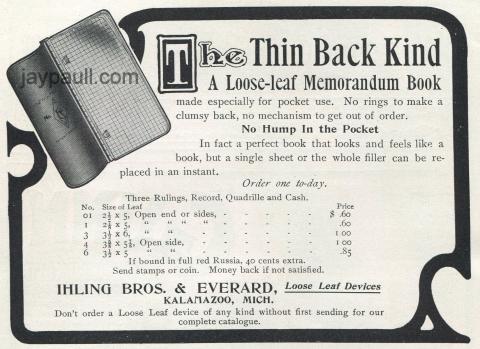 jaypaull.com
The Thin Back Kind
A Loose-leaf Memorandum Book
made especially for pocket use. No rings to make a
clumsy back, no mechanism to get out of order.
No Hump In the Pocket
In fact a perfect book that looks and feels like a
book, but a single sheet or the whole filler can be re-
placed in an instant.
Order one to-day.
Three Rulings, Record, Quadrille and Cash.
No. Size of Leaf Price
01 2½ x 5, Open end or sides, - - - - - $ .60
1 2⅞ x 5, " " " " - - - - - .60
3 3½ x 6, " " - - - - - 1 00
4 3⅜ x 5⅞, Open side, - - - - - 1 00
6 3½ x 5 " " - - - - - .85
If bound in full red Russia, 40 cents extra.
Send stamps or coin. Money back if not satisfied.
IHLING BROS. & EVERARD, Loose Leaf Devices
KALAMAZOO, MICH.
Don't order a Loose Leaf device of any kind without first sending for our
complete catalogue.